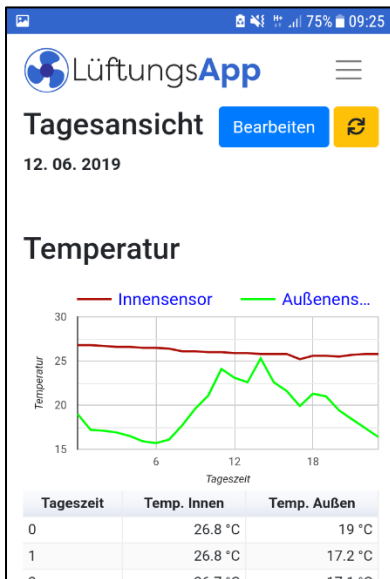 75% 09:25
LüftungsApp
Tagesansicht Bearbeiten
12. 06. 2019
Temperatur
Innensensor Außenens...
30
25
20
15
Temperatur
6 12 18
Tageszeit
Tageszeit Temp. Innen Temp. Außen
0 26.8 °C 19 °C
1 26.8 °C 17.2 °C